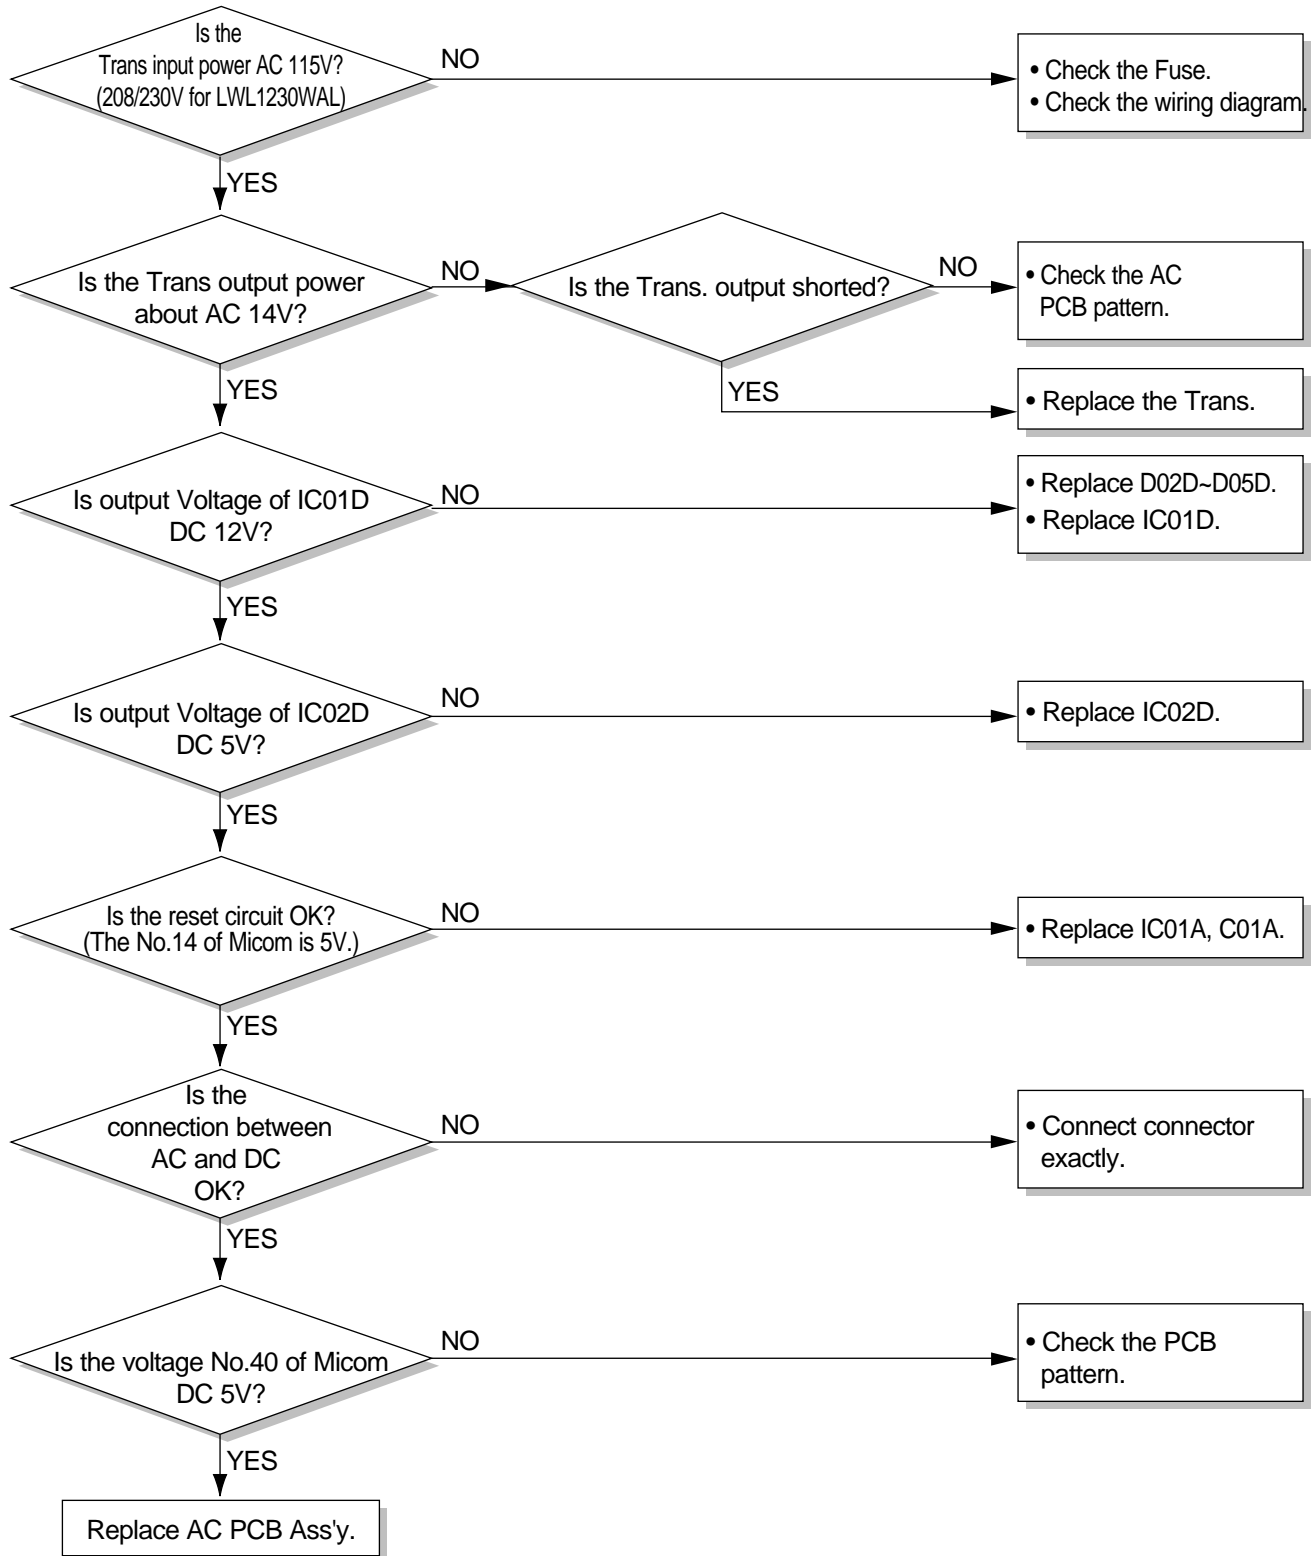 Is the
Trans input power AC 115V?
(208/230V for LWL1230WAL)
NO
• Check the Fuse.
• Check the wiring diagram.
YES
Is the Trans output power
about AC 14V?
NO
Is the Trans. output shorted?
NO
• Check the AC
PCB pattern.
YES
YES
• Replace the Trans.
Is output Voltage of IC01D
DC 12V?
NO
• Replace D02D~D05D.
• Replace IC01D.
YES
Is output Voltage of IC02D
DC 5V?
NO
• Replace IC02D.
YES
Is the reset circuit OK?
(The No.14 of Micom is 5V.)
NO
• Replace IC01A, C01A.
YES
Is the
connection between
AC and DC
OK?
NO
• Connect connector
exactly.
YES
Is the voltage No.40 of Micom
DC 5V?
NO
• Check the PCB
pattern.
YES
Replace AC PCB Ass'y.